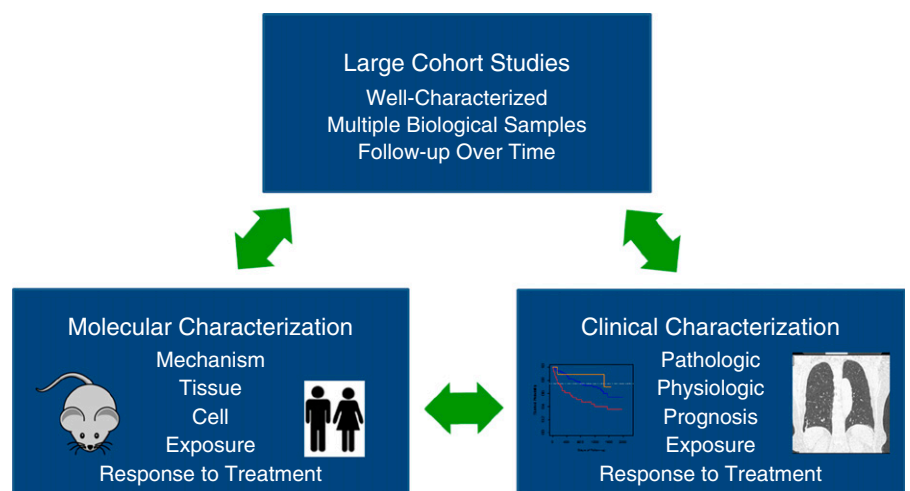 Large Cohort Studies
Well-Characterized
Multiple Biological Samples
Follow-up Over Time
Molecular Characterization
Mechanism
Tissue
Cell
Exposure
Response to Treatment
Clinical Characterization
Pathologic
Physiologic
Prognosis
Exposure
Response to Treatment